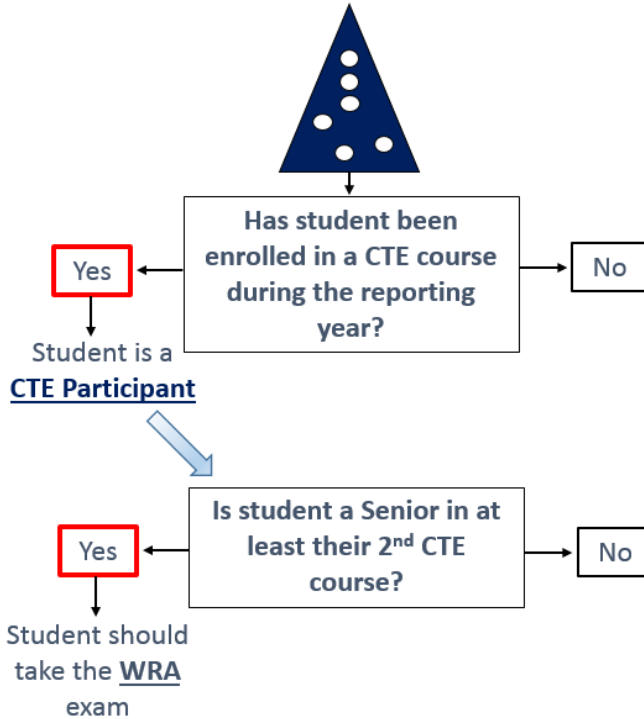 Has student been
enrolled in a CTE course
during the reporting
year?
Yes
No
Student is a
CTE Participant
Is student a Senior in at
least their 2nd CTE
course?
Yes
No
Student should
take the WRA
exam